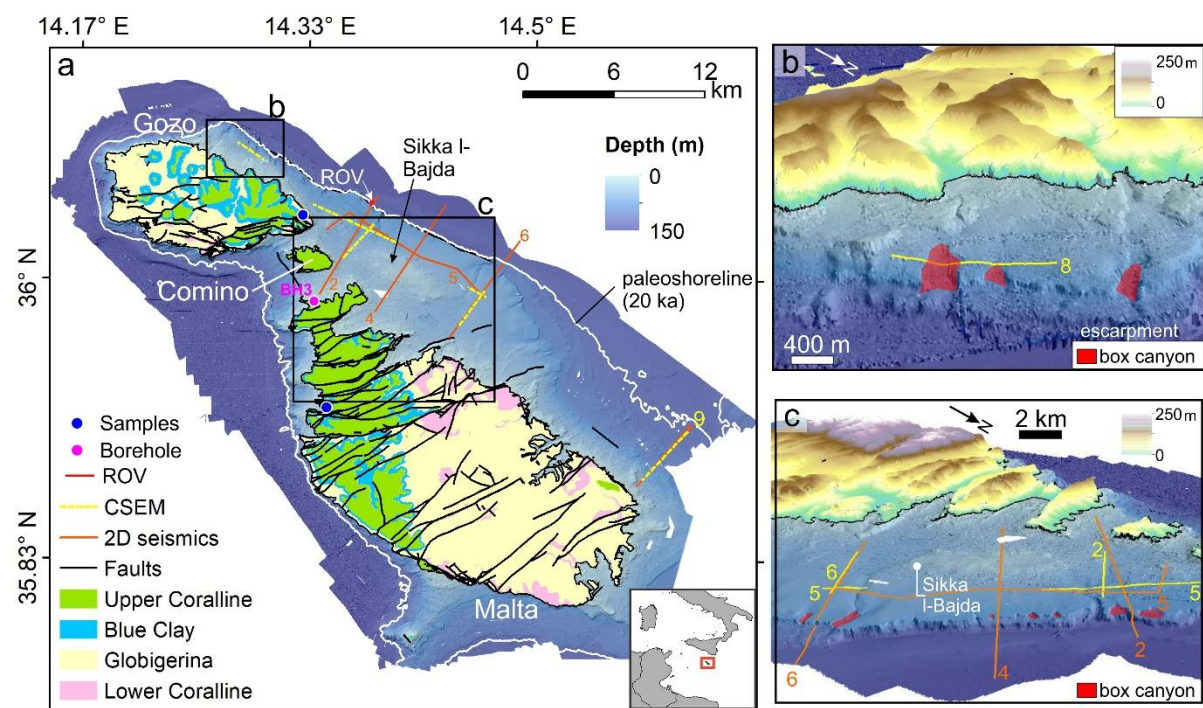 14.17° E
14.33° E
14.5° E
a
0 6 12
km
Gozo
b
Sikka l-
Bajda
ROV
Depth (m)
0
150
c
6
36° N
Comino
BH3
2
5
4
paleoshoreline
(20 ka)
9
Samples
Borehole
ROV
CSEM
2D seismics
Faults
Upper Coralline
Blue Clay
Globigerina
Lower Coralline
35.83° N
Malta
b
N
250 m
0
8
400 m
escarpment
box canyon
c
N
2 km
250 m
0
2
6
5
Sikka
l-Bajda
5
5
6
4
2
box canyon